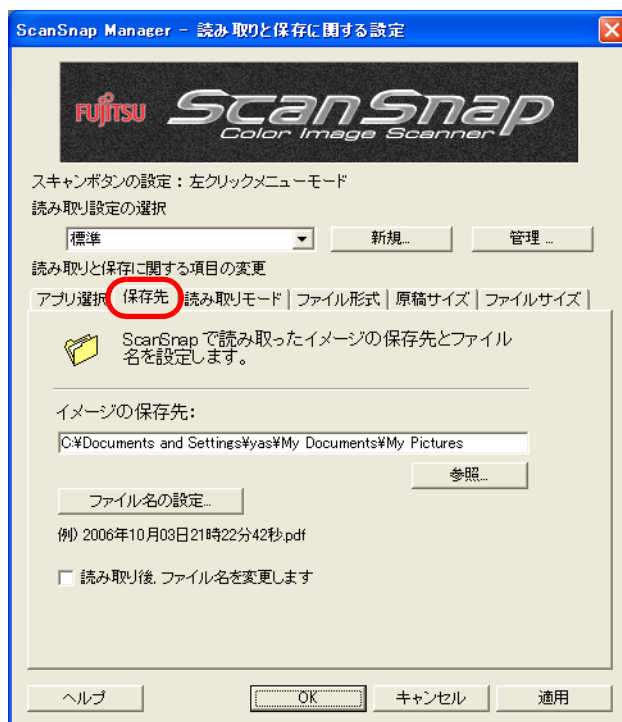 ScanSnap Manager - 読み取りと保存に関する設定
FUJITSU ScanSnap
Color Image Scanner
スキャンボタンの設定：左クリックメニューモード
読み取り設定の選択
標準 新規... 管理 ...
読み取りと保存に関する項目の変更
アプリ選択 保存先 読み取りモード ファイル形式 原稿サイズ ファイルサイズ
ScanSnap で読み取ったイメージの保存先とファイル
名を設定します。
イメージの保存先：
C:¥Documents and Settings¥yas¥My Documents¥My Pictures
参照...
ファイル名の設定...
例) 2006年10月03日21時22分42秒.pdf
読み取り後, ファイル名を変更します
ヘルプ OK キャンセル 適用